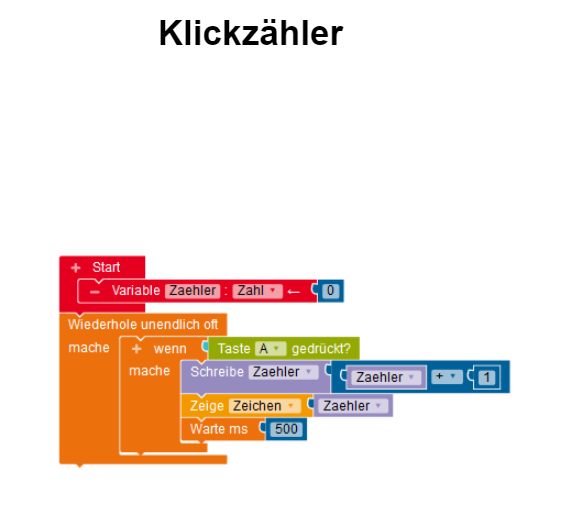 Klickzähler
+ Start
− Variable Zaehler : Zahl ← 0
Wiederhole unendlich oft
mache + wenn Taste A gedrückt?
mache Schreibe Zaehler Zaehler + 1
Zeige Zeichen Zaehler
Warte ms 500